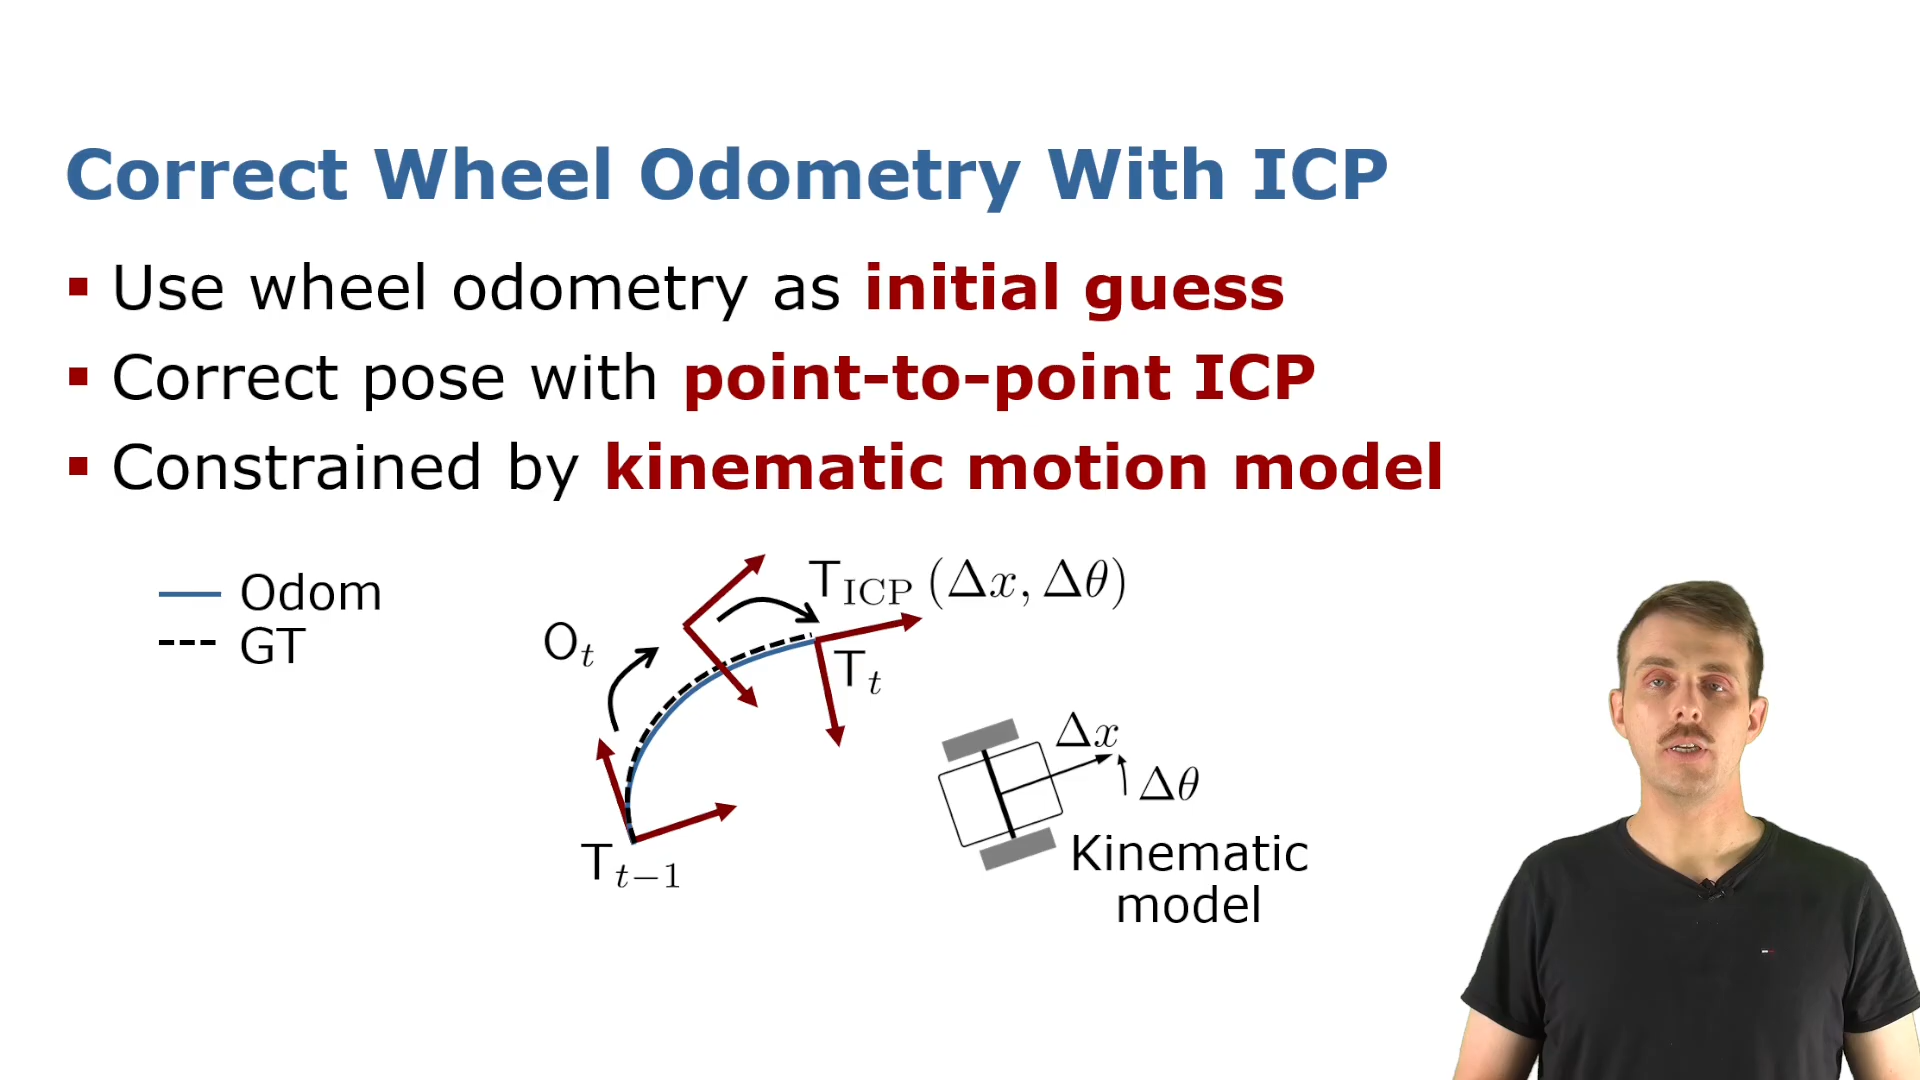 Correct Wheel Odometry With ICP
▪ Use wheel odometry as initial guess
▪ Correct pose with point-to-point ICP
▪ Constrained by kinematic motion model
Odom
GT
O_t
T_ICP (Δx, Δθ)
T_t
T_{t−1}
Δx
Δθ
Kinematic
model